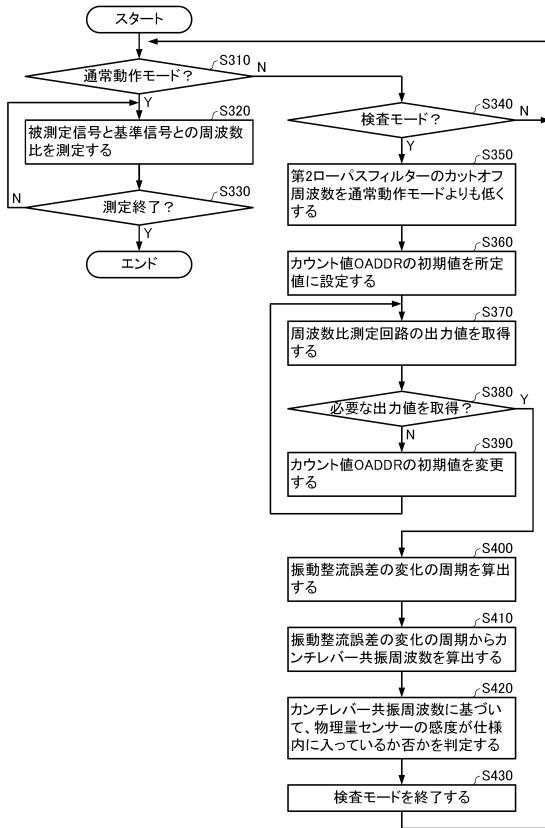 スタート
S310
通常動作モード？
N
Y
S320
被測定信号と基準信号との周波数
比を測定する
S330
測定終了？
N
Y
エンド
S340
検査モード？
N
Y
S350
第2ローパスフィルターのカットオフ
周波数を通常動作モードよりも低く
する
S360
カウント値OADDRの初期値を所定
値に設定する
S370
周波数比測定回路の出力値を取得
する
S380
必要な出力値を取得？
Y
N
S390
カウント値OADDRの初期値を変更
する
S400
振動整流誤差の変化の周期を算出
する
S410
振動整流誤差の変化の周期からカ
ンチレバー共振周波数を算出する
S420
カンチレバー共振周波数に基づい
て、物理量センサーの感度が仕様
内に入っているか否かを判定する
S430
検査モードを終了する